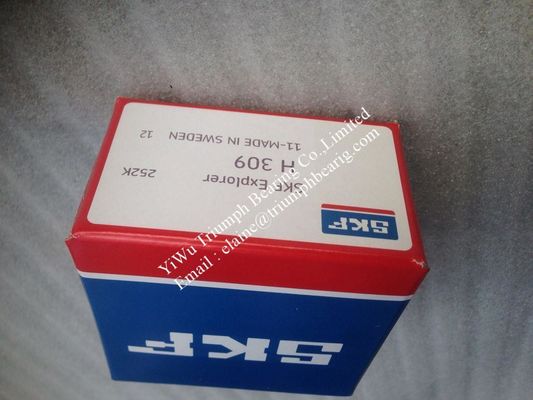 SKF
SKF Explorer
H 309
252K
11-MADE IN SWEDEN 12
SKF
YiWu Triumph Bearing Co.,Limited
Email : elaine@triumphbearig.com